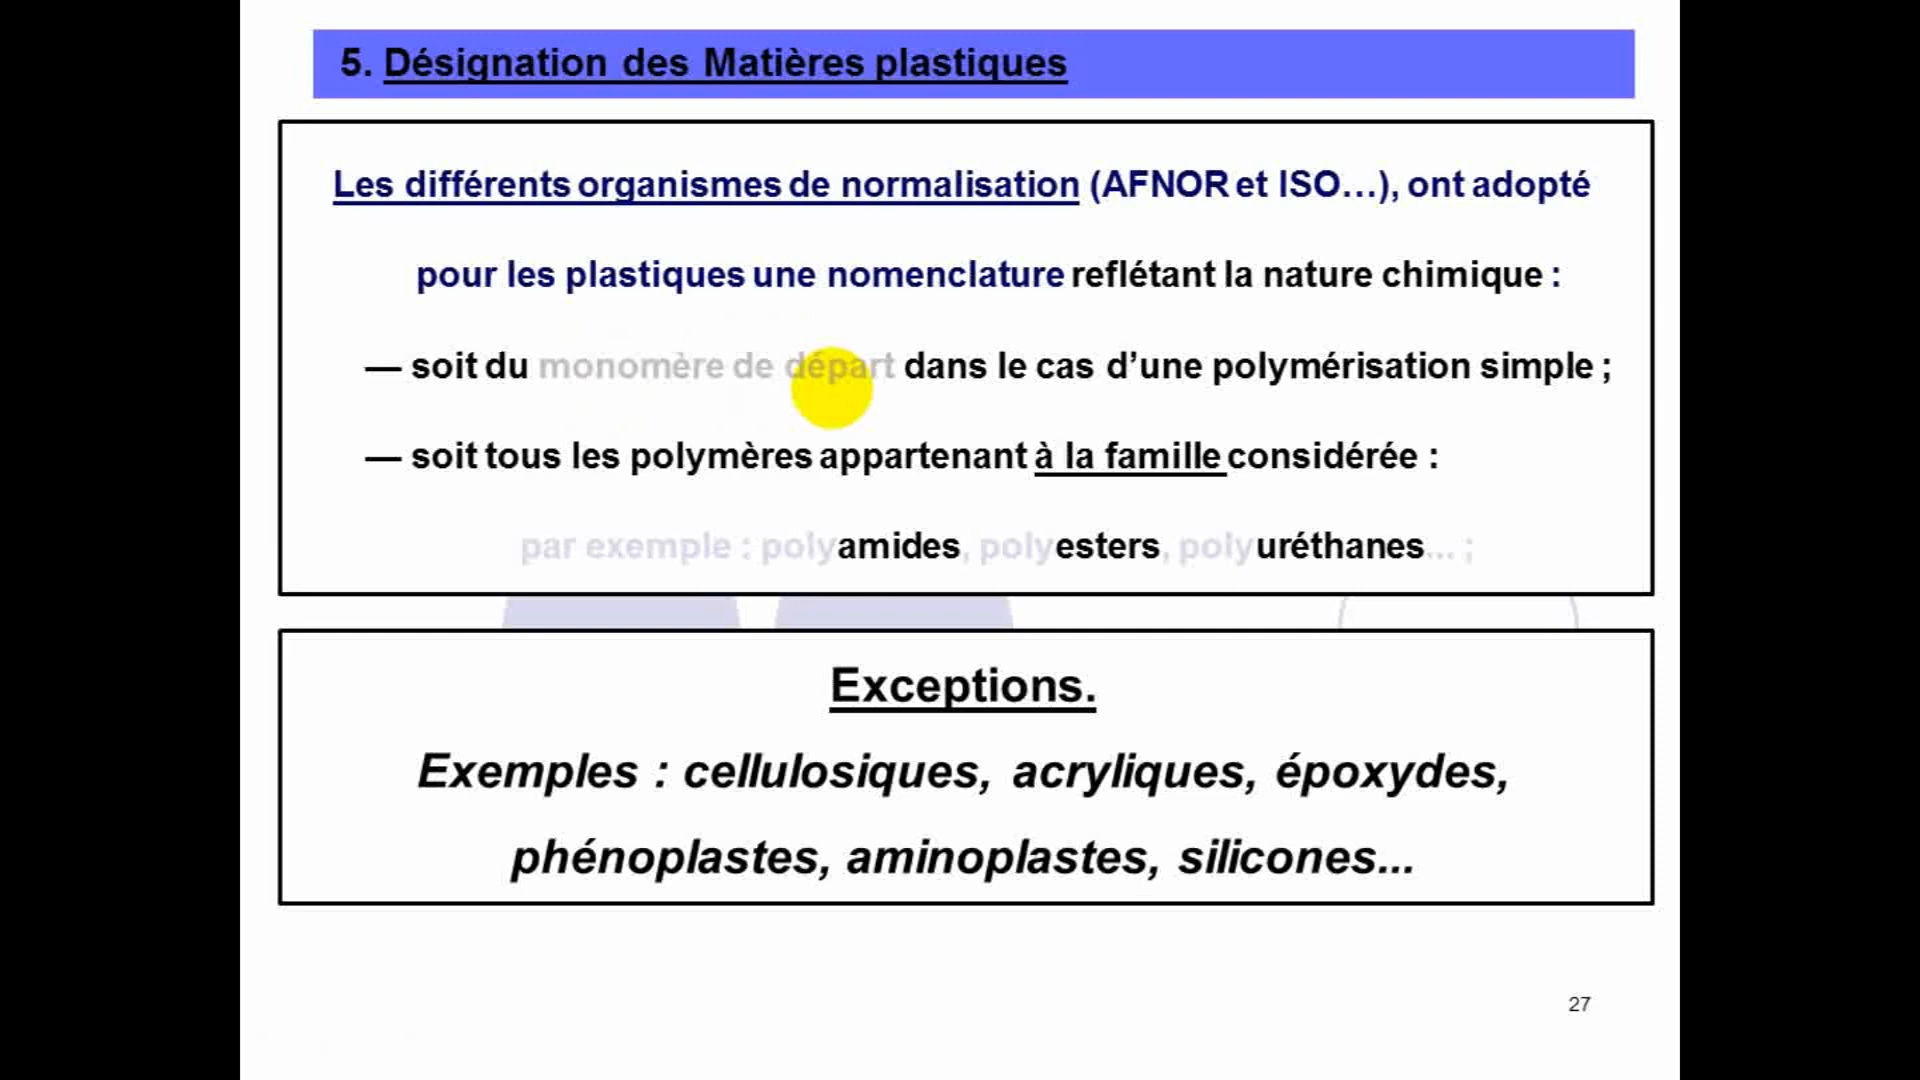 5. Désignation des Matières plastiques
Les différents organismes de normalisation (AFNOR et ISO…), ont adopté
pour les plastiques une nomenclature reflétant la nature chimique :
— soit du monomère de départ dans le cas d’une polymérisation simple ;
— soit tous les polymères appartenant à la famille considérée :
par exemple : polyamides, polyesters, polyuréthanes... ;
Exceptions.
Exemples : cellulosiques, acryliques, époxydes,
phénoplastes, aminoplastes, silicones...
27